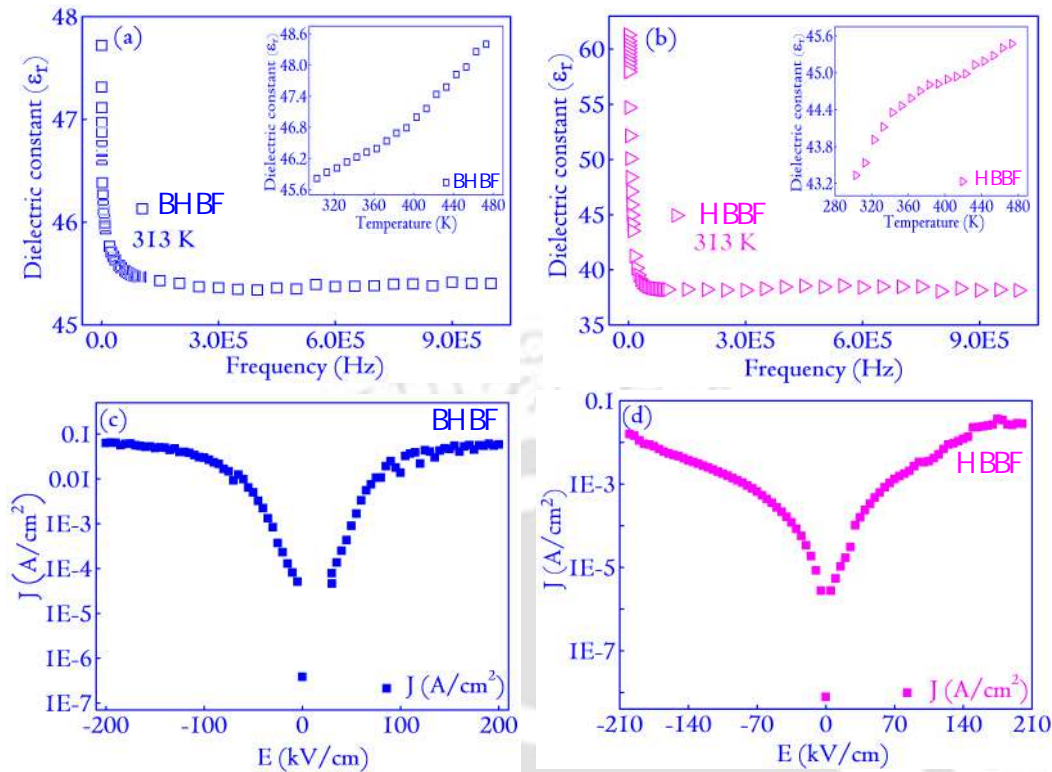 (a)
Dielectric constant (εr)
48
47
46
45
0.0 3.0E5 6.0E5 9.0E5
Frequency (Hz)
BHBF
313 K
Dielectric constant (εr)
48.6
48.0
47.4
46.8
46.2
45.6
320 360 400 440 480
Temperature (K)
BHBF
(b)
Dielectric constant (εr)
60
55
50
45
40
35
0.0 3.0E5 6.0E5 9.0E5
Frequency (Hz)
HBBF
313 K
Dielectric constant (εr)
45.6
45.0
44.4
43.8
43.2
280 320 360 400 440 480
Temperature (K)
HBBF
(c)
BHBF
J (A/cm²)
0.1
0.01
1E-3
1E-4
1E-5
1E-6
1E-7
-200 -100 0 100 200
E (kV/cm)
J (A/cm²)
(d)
HBBF
J (A/cm²)
0.1
1E-3
1E-5
1E-7
-210 -140 -70 0 70 140 210
E (kV/cm)
J (A/cm²)